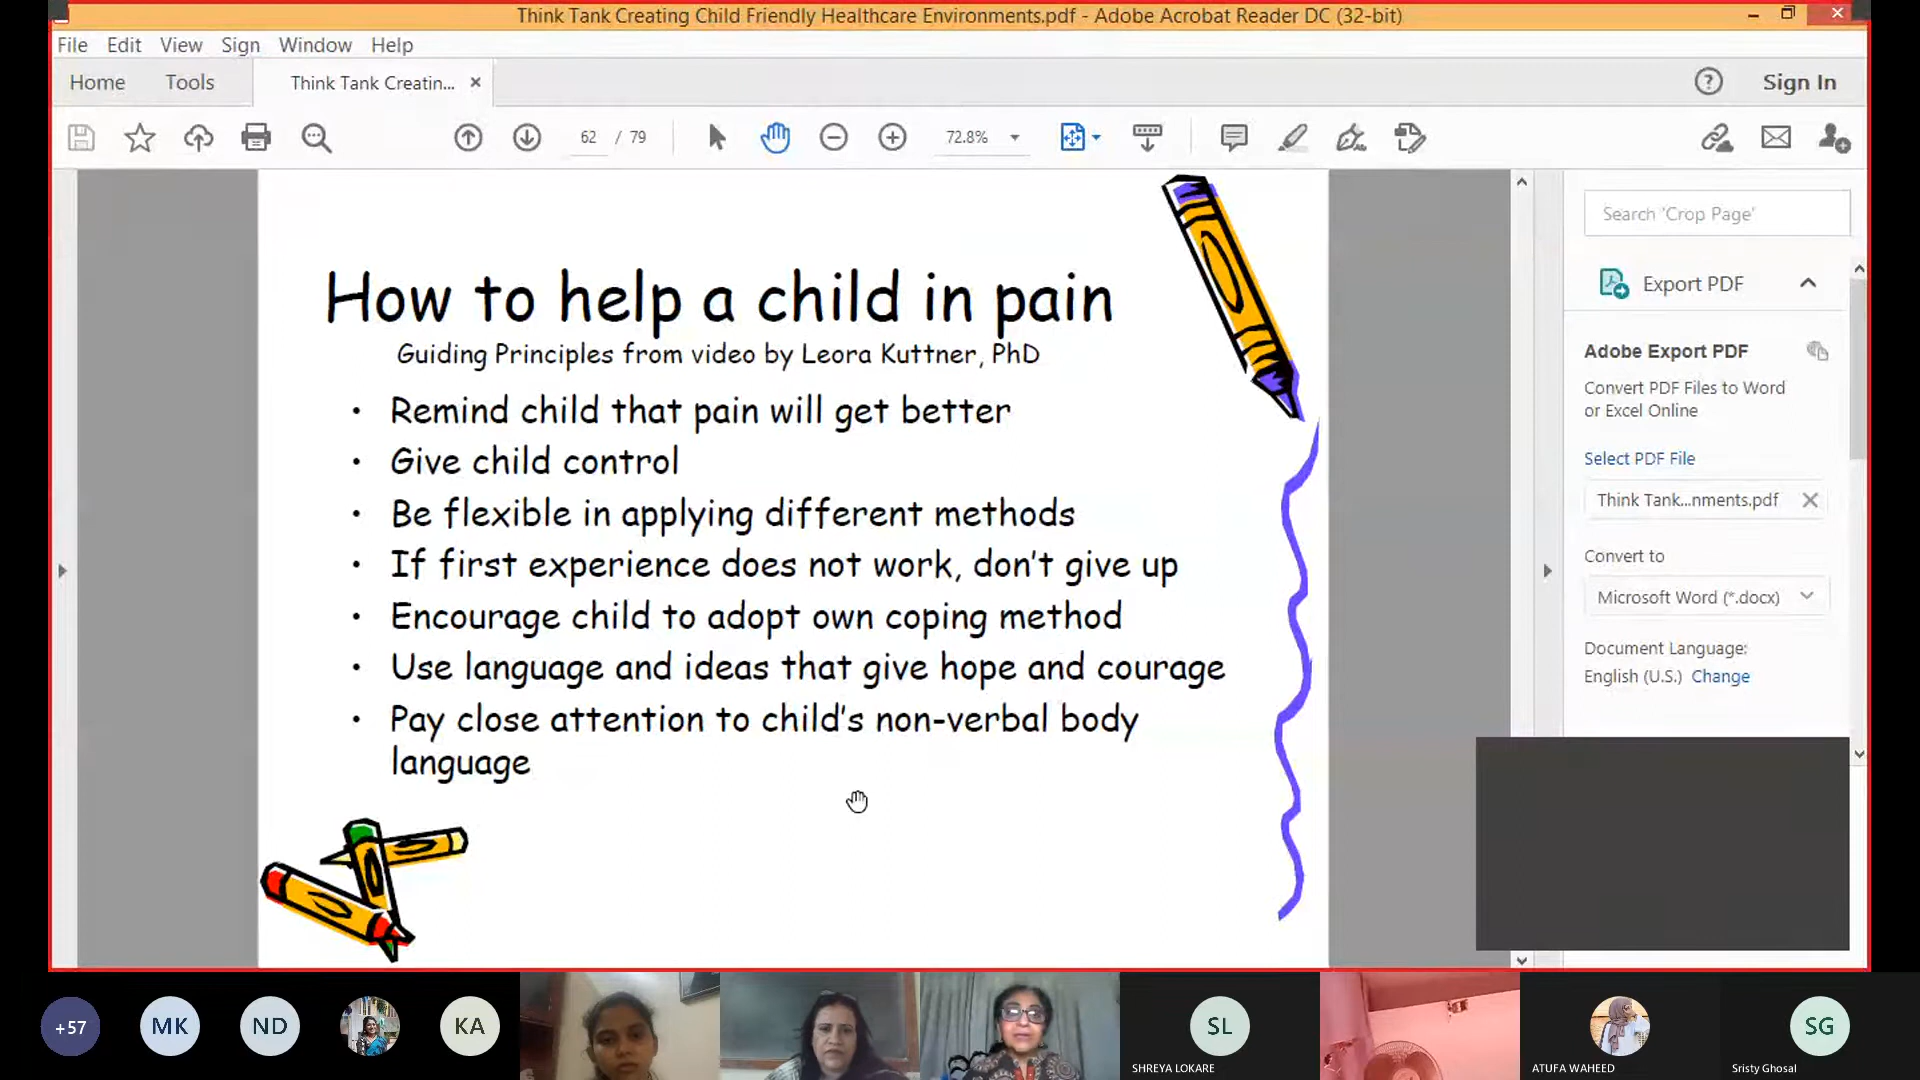 Think Tank Creating Child Friendly Healthcare Environments.pdf - Adobe Acrobat Reader DC (32-bit)
File Edit View Sign Window Help
Home Tools Think Tank Creatin... Sign In
62 / 79 72.8%
How to help a child in pain
Guiding Principles from video by Leora Kuttner, PhD
• Remind child that pain will get better
• Give child control
• Be flexible in applying different methods
• If first experience does not work, don't give up
• Encourage child to adopt own coping method
• Use language and ideas that give hope and courage
• Pay close attention to child's non-verbal body
language
Search 'Crop Page'
Export PDF
Adobe Export PDF
Convert PDF Files to Word
or Excel Online
Select PDF File
Think Tank...nments.pdf
Convert to
Microsoft Word (*.docx)
Document Language:
English (U.S.) Change
+57 MK ND KA SL SG
SHREYA LOKARE ATUFA WAHEED Sristy Ghosal